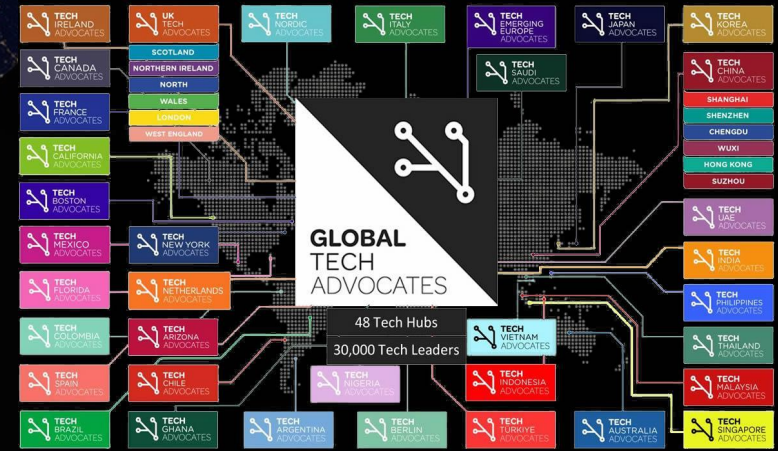 TECH
IRELAND
ADVOCATES
UK
TECH
ADVOCATES
TECH
NORDIC
ADVOCATES
TECH
ITALY
ADVOCATES
TECH
EMERGING
EUROPE
ADVOCATES
TECH
JAPAN
ADVOCATES
TECH
KOREA
ADVOCATES
TECH
CANADA
ADVOCATES
SCOTLAND
NORTHERN IRELAND
NORTH
WALES
LONDON
WEST ENGLAND
TECH
SAUDI
ADVOCATES
TECH
CHINA
ADVOCATES
SHANGHAI
SHENZHEN
CHENGDU
WUXI
HONG KONG
SUZHOU
TECH
FRANCE
ADVOCATES
TECH
CALIFORNIA
ADVOCATES
TECH
BOSTON
ADVOCATES
TECH
UAE
ADVOCATES
TECH
MEXICO
ADVOCATES
TECH
NEW YORK
ADVOCATES
GLOBAL
TECH
ADVOCATES
TECH
INDIA
ADVOCATES
TECH
FLORIDA
ADVOCATES
TECH
NETHERLANDS
ADVOCATES
TECH
PHILIPPINES
ADVOCATES
48 Tech Hubs
30,000 Tech Leaders
TECH
COLOMBIA
ADVOCATES
TECH
ARIZONA
ADVOCATES
TECH
VIETNAM
ADVOCATES
TECH
THAILAND
ADVOCATES
TECH
SPAIN
ADVOCATES
TECH
CHILE
ADVOCATES
TECH
NIGERIA
ADVOCATES
TECH
INDONESIA
ADVOCATES
TECH
MALAYSIA
ADVOCATES
TECH
BRAZIL
ADVOCATES
TECH
GHANA
ADVOCATES
TECH
ARGENTINA
ADVOCATES
TECH
BERLIN
ADVOCATES
TECH
TÜRKIYE
ADVOCATES
TECH
AUSTRALIA
ADVOCATES
TECH
SINGAPORE
ADVOCATES